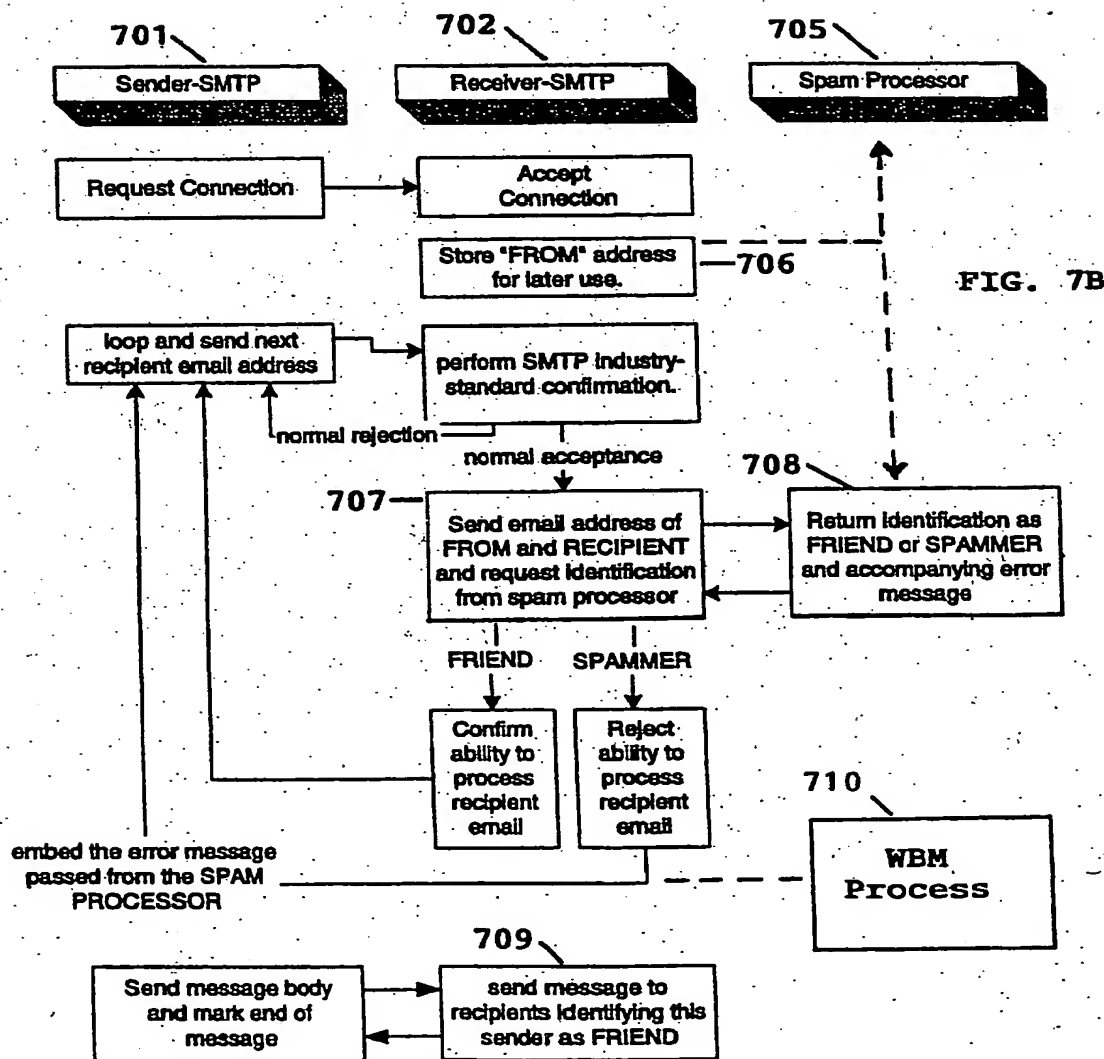 701
702
705
Sender-SMTP
Receiver-SMTP
Spam Processor
Request Connection
Accept
Connection
Store "FROM" address
for later use.
706
FIG. 7B
loop and send next
recipient email address
perform SMTP industry-
standard confirmation.
normal rejection
normal acceptance
707
708
Send email address of
FROM and RECIPIENT
and request identification
from spam processor
Return identification as
FRIEND or SPAMMER
and accompanying error
message
FRIEND
SPAMMER
Confirm
ability to
process
recipient
email
Reject
ability to
process
recipient
email
710
WBM
Process
embed the error message
passed from the SPAM
PROCESSOR
709
Send message body
and mark end of
message
send message to
recipients identifying this
sender as FRIEND